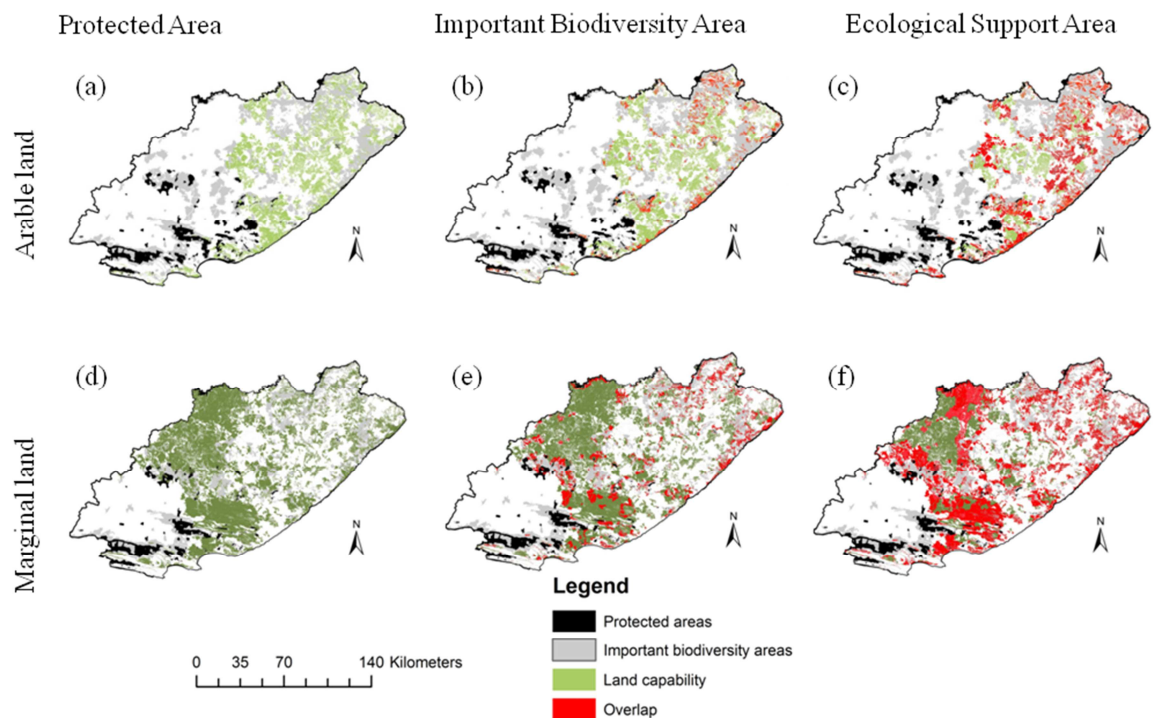 Protected Area Important Biodiversity Area Ecological Support Area
Arable land
(a) (b) (c)
N N N
Marginal land
(d) (e) (f)
N N N
Legend
Protected areas
Important biodiversity areas
Land capability
Overlap
0 35 70 140 Kilometers